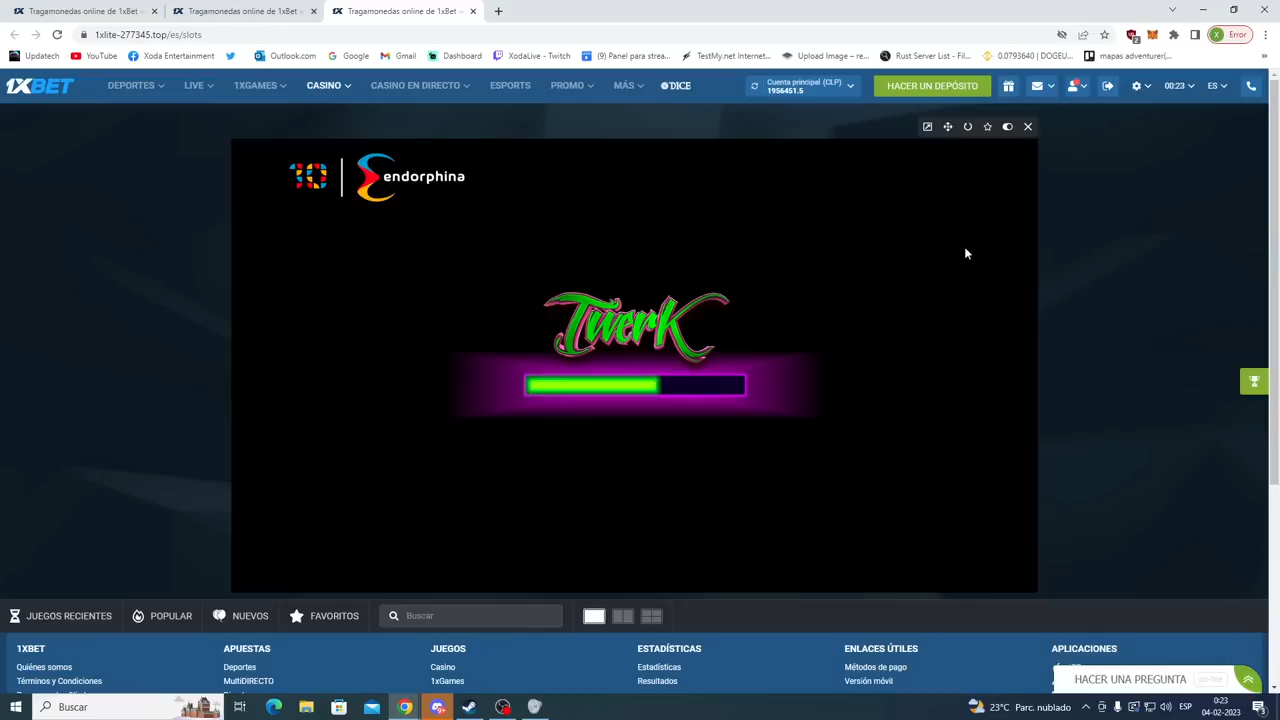 Tragamonedas online de 1xBet
Tragamonedas online de 1xBet
Tragamonedas online de 1xBet
1xlite-277345.top/es/slots
Error
Updatech
YouTube
Xoda Entertainment
Outlook.com
Google
Gmail
Dashboard
XodaLive - Twitch
(9) Panel para strea...
TestMy.net Internet...
Upload Image – re...
Rust Server List - Fil...
0.0793640 | DOGEU...
mapas adventurer(...
1XBET
DEPORTES
LIVE
1XGAMES
CASINO
CASINO EN DIRECTO
ESPORTS
PROMO
MÁS
DICE
Cuenta principal (CLP)
1956451.5
HACER UN DEPÓSITO
00:23
ES
10 | endorphina
Twerk
JUEGOS RECIENTES
POPULAR
NUEVOS
FAVORITOS
Buscar
1XBET
APUESTAS
JUEGOS
ESTADÍSTICAS
ENLACES ÚTILES
APLICACIONES
Quiénes somos
Deportes
Casino
Estadísticas
Métodos de pago
Términos y Condiciones
MultiDIRECTO
1xGames
Resultados
Versión móvil
HACER UNA PREGUNTA
Buscar
23°C Parc. nublado
ESP
0:23
04-02-2023
3